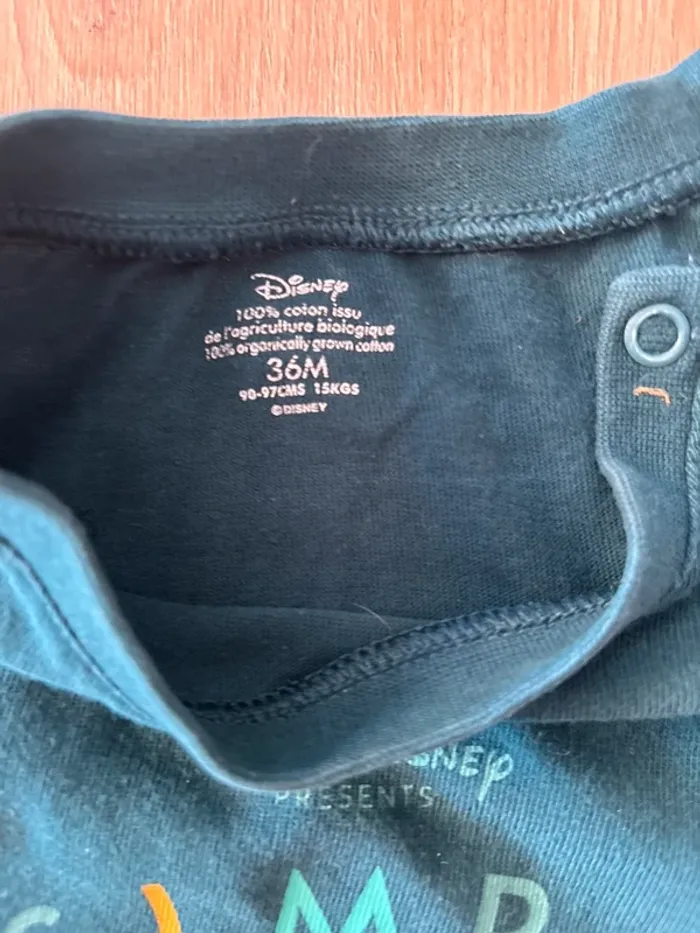 Disney
100% coton issu
de l'agriculture biologique
100% organically grown cotton
36M
90-97CMS 15KGS
©DISNEY
PRESENTS